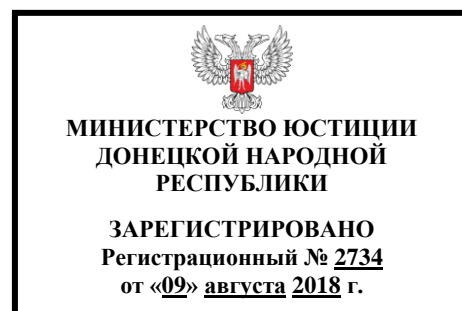 МИНИСТЕРСТВО ЮСТИЦИИ
ДОНЕЦКОЙ НАРОДНОЙ
РЕСПУБЛИКИ
ЗАРЕГИСТРИРОВАНО
Регистрационный № 2734
от «09» августа 2018 г.